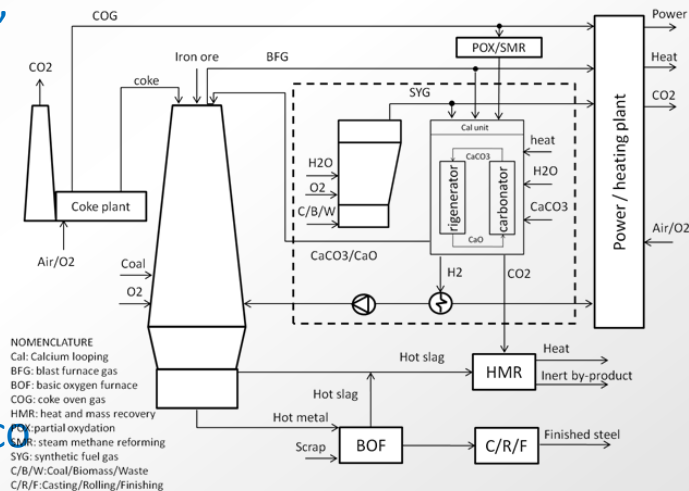 COG
Power
POX/SMR
Iron ore
BFG
Heat
CO2
coke
SYG
CO2
Cal unit
heat
H2O
CaCO3
H2O
O2
rigenerator
carbonator
C/B/W
CaCO3
Coke plant
CaO
Power / heating plant
Air/O2
Air/O2
CaCO3/CaO
Coal
H2
CO2
O2
NOMENCLATURE
Cal: Calcium looping
BFG: blast furnace gas
BOF: basic oxygen furnace
COG: coke oven gas
HMR: heat and mass recovery
POX:partial oxydation
SMR: steam methane reforming
SYG: synthetic fuel gas
C/B/W:Coal/Biomass/Waste
C/R/F:Casting/Rolling/Finishing
Hot slag
Heat
HMR
Inert by-product
Hot slag
Hot metal
Scrap
BOF
C/R/F
Finished steel
co